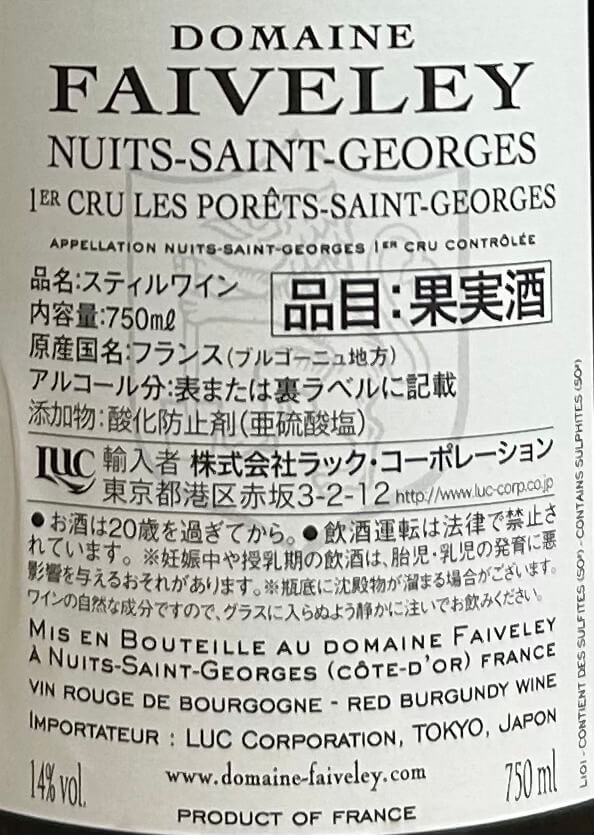 DOMAINE
FAIVELEY
NUITS-SAINT-GEORGES
1ER CRU LES PORÊTS-SAINT-GEORGES
APPELLATION NUITS-SAINT-GEORGES 1ER CRU CONTRÔLÉE
品名:スティルワイン
内容量:750mℓ
品目:果実酒
原産国名:フランス(ブルゴーニュ地方)
アルコール分:表または裏ラベルに記載
添加物:酸化防止剤(亜硫酸塩)
LUC 輸入者 株式会社ラック・コーポレーション
東京都港区赤坂3-2-12 http://www.luc-corp.co.jp
●お酒は20歳を過ぎてから。●飲酒運転は法律で禁止さ
れています。※妊娠中や授乳期の飲酒は、胎児・乳児の発育に悪
影響を与えるおそれがあります。※瓶底に沈殿物が溜まる場合がございます。
ワインの自然な成分ですので、グラスに入らぬよう静かに注いでお飲みください。
MIS EN BOUTEILLE AU DOMAINE FAIVELEY
À NUITS-SAINT-GEORGES (CÔTE-D'OR) FRANCE
VIN ROUGE DE BOURGOGNE - RED BURGUNDY WINE
IMPORTATEUR : LUC CORPORATION, TOKYO, JAPON
14% vol.
www.domaine-faiveley.com
750 ml
PRODUCT OF FRANCE
L101 - CONTIENT DES SULFITES (SO²) - CONTAINS SULPHITES (SO²)